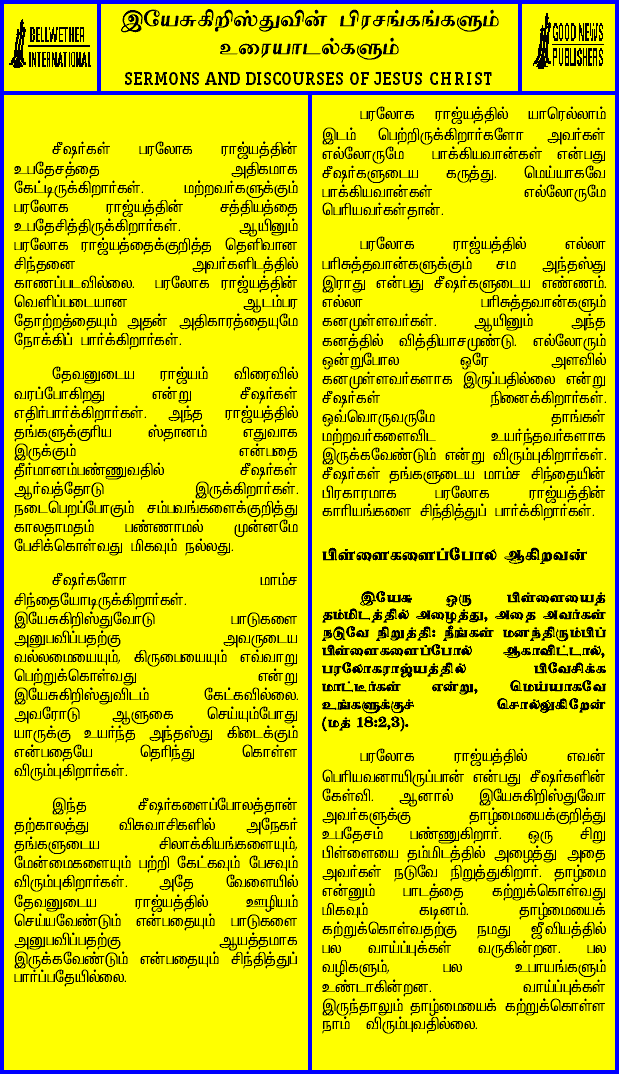 BELLWETHER
INTERNATIONAL
இயேசுகிறிஸ்துவின் பிரசங்கங்களும்
உரையாடல்களும்
SERMONS AND DISCOURSES OF JESUS CHRIST
GOOD NEWS
PUBLISHERS
சீஷர்கள் பரலோக ராஜ்யத்தின்
உபதேசத்தை அதிகமாக
கேட்டிருக்கிறார்கள். மற்றவர்களுக்கும்
பரலோக ராஜ்யத்தின் சத்தியத்தை
உபதேசித்திருக்கிறார்கள். ஆயினும்
பரலோக ராஜ்யத்தைக்குறித்த தெளிவான
சிந்தனை அவர்களிடத்தில்
காணப்படவில்லை. பரலோக ராஜ்யத்தின்
வெளிப்படையான ஆடம்பர
தோற்றத்தையும் அதன் அதிகாரத்தையுமே
நோக்கிப் பார்க்கிறார்கள்.
தேவனுடைய ராஜ்யம் விரைவில்
வரப்போகிறது என்று சீஷர்கள்
எதிர்பார்க்கிறார்கள். அந்த ராஜ்யத்தில்
தங்களுக்குரிய ஸ்தானம் எதுவாக
இருக்கும் என்பதை
தீர்மானம்பண்ணுவதில் சீஷர்கள்
ஆர்வத்தோடு இருக்கிறார்கள்.
நடைபெறப்போகும் சம்பவங்களைக்குறித்து
காலதாமதம் பண்ணாமல் முன்னமே
பேசிக்கொள்வது மிகவும் நல்லது.
சீஷர்களோ மாம்ச
சிந்தையோடிருக்கிறார்கள்.
இயேசுகிறிஸ்துவோடு பாடுகளை
அனுபவிப்பதற்கு அவருடைய
வல்லமையையும், கிருபையையும் எவ்வாறு
பெற்றுக்கொள்வது என்று
இயேசுகிறிஸ்துவிடம் கேட்கவில்லை.
அவரோடு ஆளுகை செய்யும்போது
யாருக்கு உயர்ந்த அந்தஸ்து கிடைக்கும்
என்பதையே தெரிந்து கொள்ள
விரும்புகிறார்கள்.
இந்த சீஷர்களைப்போலத்தான்
தற்காலத்து விசுவாசிகளில் அநேகர்
தங்களுடைய சிலாக்கியங்களையும்,
மேன்மைகளையும் பற்றி கேட்கவும் பேசவும்
விரும்புகிறார்கள். அதே வேளையில்
தேவனுடைய ராஜ்யத்தில் ஊழியம்
செய்யவேண்டும் என்பதையும் பாடுகளை
அனுபவிப்பதற்கு ஆயத்தமாக
இருக்கவேண்டும் என்பதையும் சிந்தித்துப்
பார்ப்பதேயில்லை.
பரலோக ராஜ்யத்தில் யாரெல்லாம்
இடம் பெற்றிருக்கிறார்களோ அவர்கள்
எல்லோருமே பாக்கியவான்கள் என்பது
சீஷர்களுடைய கருத்து. மெய்யாகவே
பாக்கியவான்கள் எல்லோருமே
பெரியவர்கள்தான்.
பரலோக ராஜ்யத்தில் எல்லா
பரிசுத்தவான்களுக்கும் சம அந்தஸ்து
இராது என்பது சீஷர்களுடைய எண்ணம்.
எல்லா பரிசுத்தவான்களும்
கனமுள்ளவர்கள். ஆயினும் அந்த
கனத்தில் வித்தியாசமுண்டு. எல்லோரும்
ஒன்றுபோல ஒரே அளவில்
கனமுள்ளவர்களாக இருப்பதில்லை என்று
சீஷர்கள் நினைக்கிறார்கள்.
ஒவ்வொருவருமே தாங்கள்
மற்றவர்களைவிட உயர்ந்தவர்களாக
இருக்கவேண்டும் என்று விரும்புகிறார்கள்.
சீஷர்கள் தங்களுடைய மாம்ச சிந்தையின்
பிரகாரமாக பரலோக ராஜ்யத்தின்
காரியங்களை சிந்தித்துப் பார்க்கிறார்கள்.
பிள்ளைகளைப்போல ஆகிறவன்
இயேசு ஒரு பிள்ளையைத்
தம்மிடத்தில் அழைத்து, அதை அவர்கள்
நடுவே நிறுத்தி: நீங்கள் மனந்திரும்பிப்
பிள்ளைகளைப்போல் ஆகாவிட்டால்,
பரலோகராஜ்யத்தில் பிவேசிக்க
மாட்டீர்கள் என்று, மெய்யாகவே
உங்களுக்குச் சொல்லுகிறேன்
(மத் 18:2,3).
பரலோக ராஜ்யத்தில் எவன்
பெரியவனாயிருப்பான் என்பது சீஷர்களின்
கேள்வி. ஆனால் இயேசுகிறிஸ்துவோ
அவர்களுக்கு தாழ்மையைக்குறித்து
உபதேசம் பண்ணுகிறார். ஒரு சிறு
பிள்ளையை தம்மிடத்தில் அழைத்து அதை
அவர்கள் நடுவே நிறுத்துகிறார். தாழ்மை
என்னும் பாடத்தை கற்றுக்கொள்வது
மிகவும் கடினம். தாழ்மையைக்
கற்றுக்கொள்வதற்கு நமது ஜீவியத்தில்
பல வாய்ப்புக்கள் வருகின்றன. பல
வழிகளும், பல உபாயங்களும்
உண்டாகின்றன. வாய்ப்புக்கள்
இருந்தாலும் தாழ்மையைக் கற்றுக்கொள்ள
நாம் விரும்புவதில்லை.